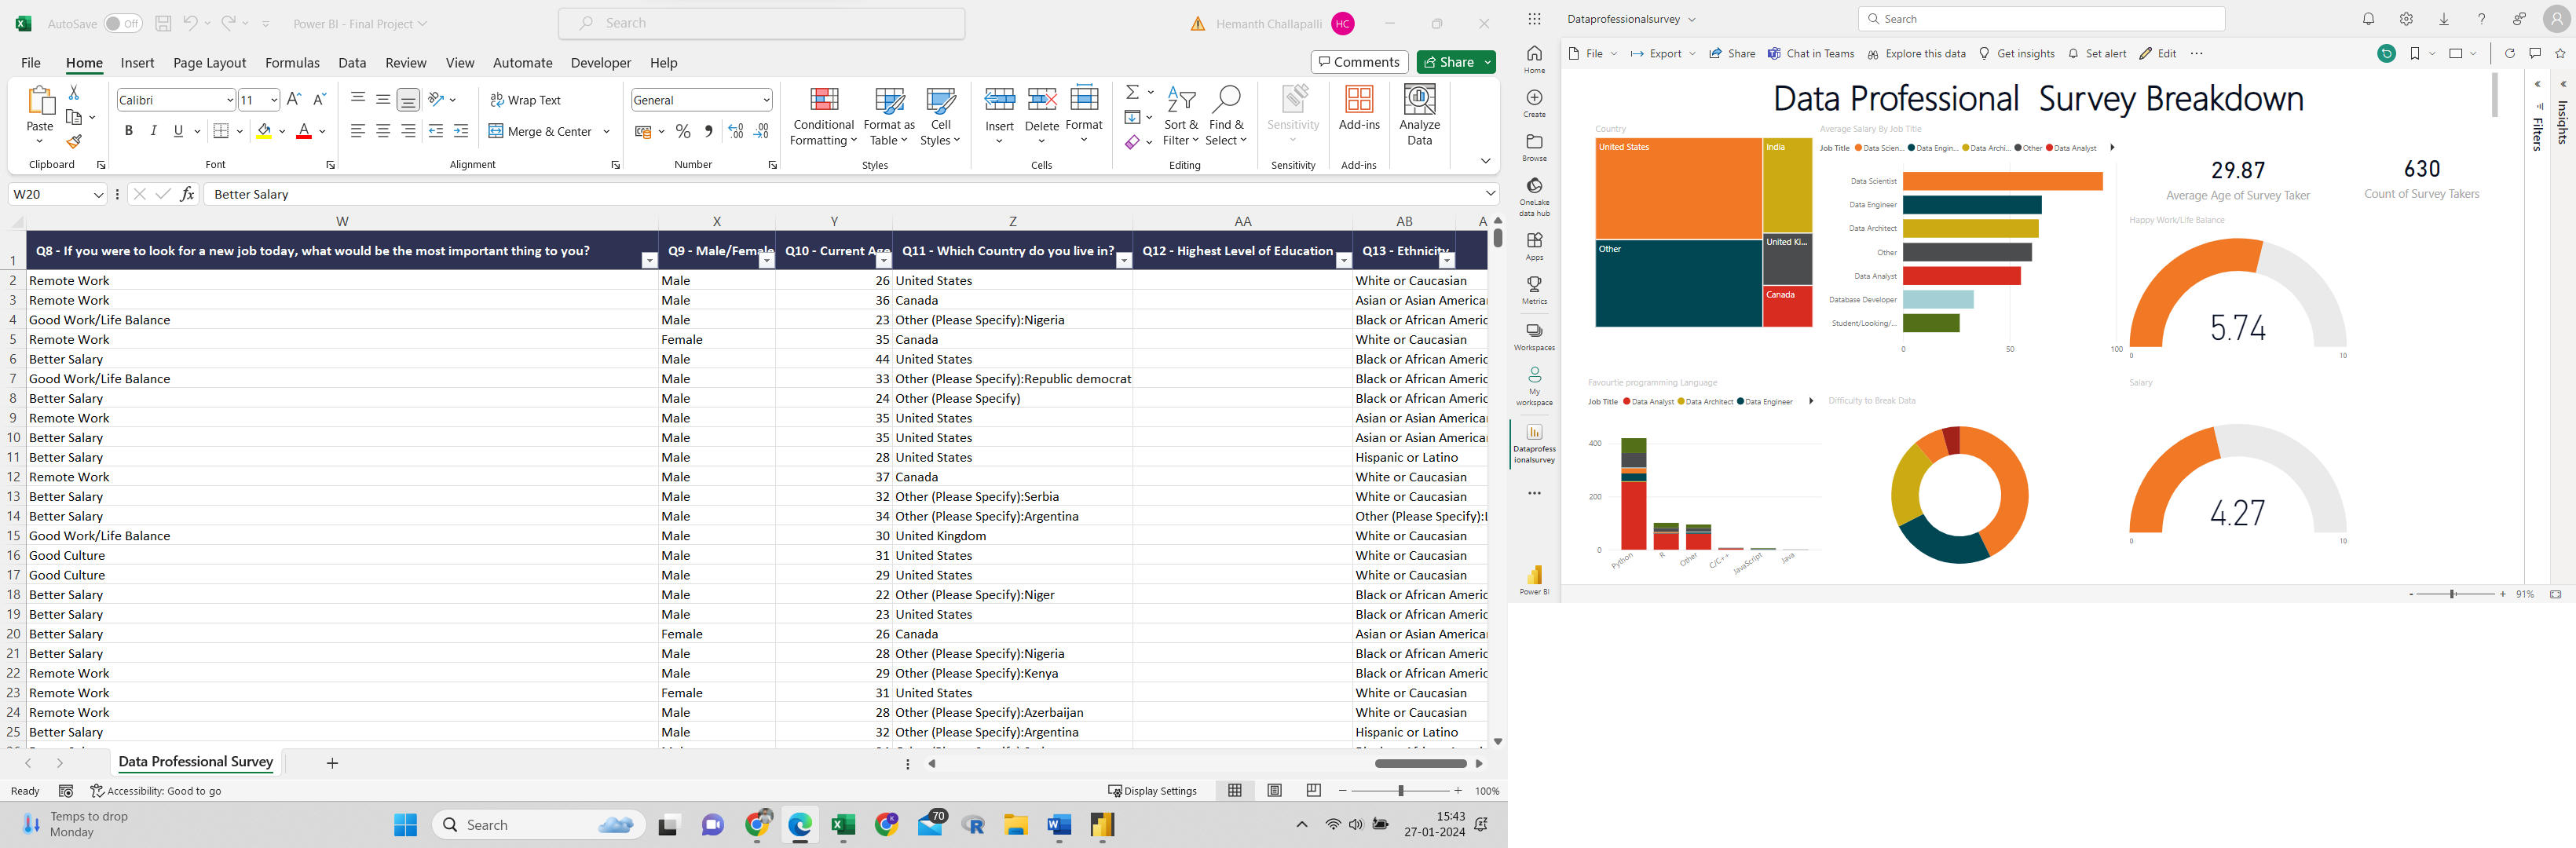 AutoSave Off Power BI - Final Project Search Hemanth Challapalli HC
File Home Insert Page Layout Formulas Data Review View Automate Developer Help Comments Share
Paste Calibri 11 Wrap Text General Conditional Formatting Format as Table Cell Styles Insert Delete Format Sort & Filter Find & Select Sensitivity Add-ins Analyze Data
B I U Merge & Center
Clipboard Font Alignment Number Styles Cells Editing Sensitivity Add-ins
W20 fx Better Salary
W X Y Z AA AB A
1 Q8 - If you were to look for a new job today, what would be the most important thing to you? Q9 - Male/Female Q10 - Current Age Q11 - Which Country do you live in? Q12 - Highest Level of Education Q13 - Ethnicity
2 Remote Work Male 26 United States White or Caucasian
3 Remote Work Male 36 Canada Asian or Asian American
4 Good Work/Life Balance Male 23 Other (Please Specify):Nigeria Black or African Americ
5 Remote Work Female 35 Canada White or Caucasian
6 Better Salary Male 44 United States Black or African Americ
7 Good Work/Life Balance Male 33 Other (Please Specify):Republic democrat Black or African Americ
8 Better Salary Male 24 Other (Please Specify) Black or African Americ
9 Remote Work Male 35 United States Asian or Asian American
10 Better Salary Male 35 United States Asian or Asian American
11 Better Salary Male 28 United States Hispanic or Latino
12 Remote Work Male 37 Canada White or Caucasian
13 Better Salary Male 32 Other (Please Specify):Serbia White or Caucasian
14 Better Salary Male 34 Other (Please Specify):Argentina Other (Please Specify):
15 Good Work/Life Balance Male 30 United Kingdom White or Caucasian
16 Good Culture Male 31 United States White or Caucasian
17 Good Culture Male 29 United States White or Caucasian
18 Better Salary Male 22 Other (Please Specify):Niger Black or African Americ
19 Better Salary Male 23 United States Black or African Americ
20 Better Salary Female 26 Canada Asian or Asian American
21 Better Salary Male 28 Other (Please Specify):Nigeria Black or African Americ
22 Remote Work Male 29 Other (Please Specify):Kenya Black or African Americ
23 Remote Work Female 31 United States White or Caucasian
24 Remote Work Male 28 Other (Please Specify):Azerbaijan White or Caucasian
25 Better Salary Male 32 Other (Please Specify):Argentina Hispanic or Latino
Data Professional Survey
Ready Accessibility: Good to go Display Settings 100%
Temps to drop
Monday
Search
70
15:43
27-01-2024
Dataprofessionalsurvey Search
File Export Share Chat in Teams Explore this data Get insights Set alert Edit
Home
Create
Browse
OneLake
data hub
Apps
Metrics
Workspaces
My
workspace
Dataprofess
ionalsurvey
Power BI
Data Professional Survey Breakdown
Country
United States
India
Other
United Ki...
Canada
Average Salary By Job Title
Job Title Data Scien... Data Engin... Data Archi... Other Data Analyst
Data Scientist
Data Engineer
Data Architect
Other
Data Analyst
Database Developer
Student/Looking/...
0 50 100
29.87
Average Age of Survey Taker
630
Count of Survey Takers
Happy Work/Life Balance
5.74
0 10
Favourtie programming Language
Job Title Data Analyst Data Architect Data Engineer
400
200
0
Python R Other C/C++ JavaScript Java
Difficulty to Break Data
Salary
4.27
0 10
Filters
Insights
91%